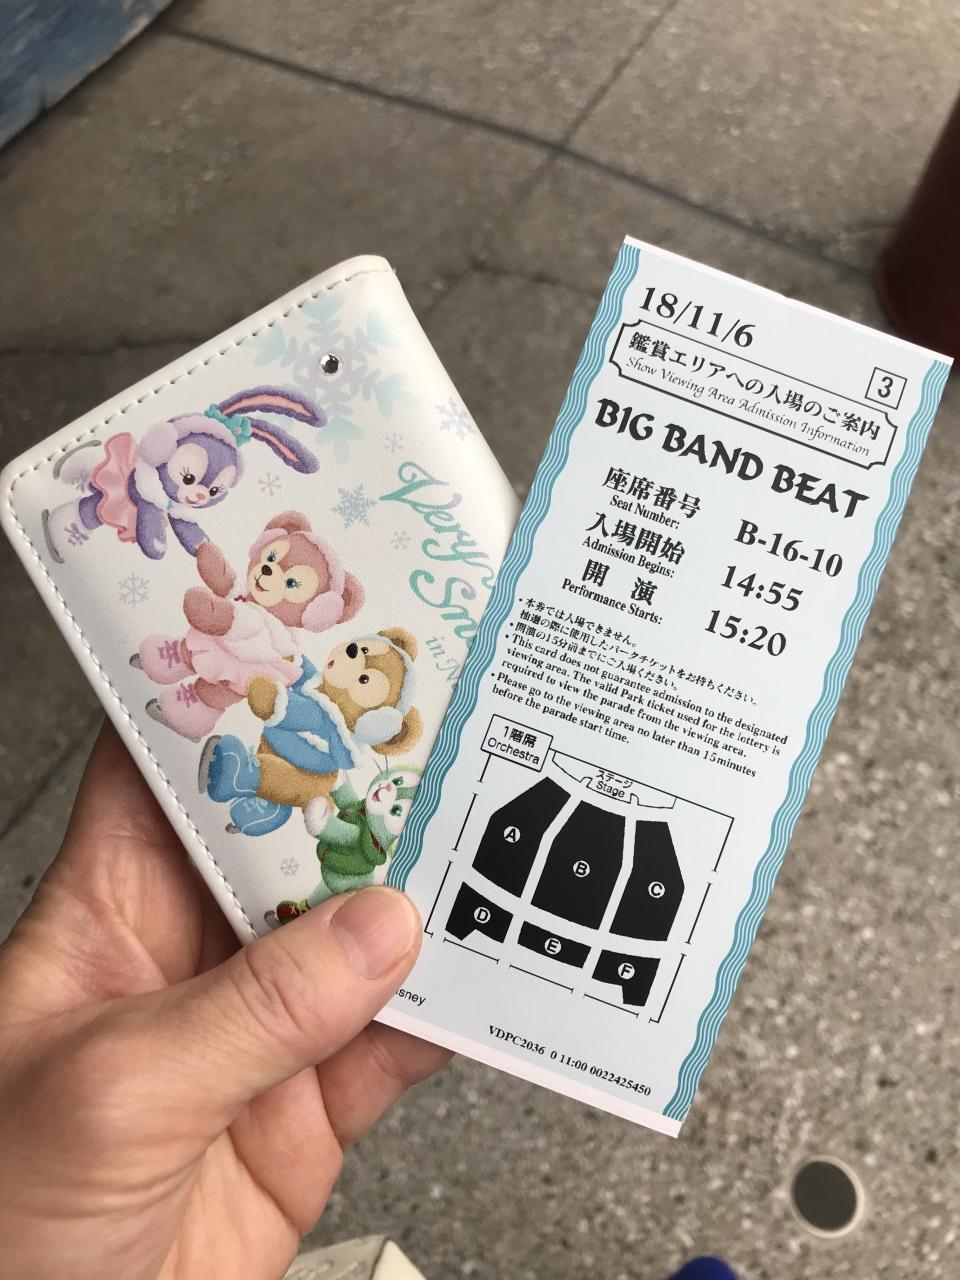 Very
in
18/11/6
3
鑑賞エリアへの入場のご案内
Show Viewing Area Admission Information
BIG BAND BEAT
座席番号
Seat Number:
B-16-10
入場開始
Admission Begins:
14:55
開 演
Performance Starts:
15:20
・本券では入場できません。
抽選の際に使用したパークチケットをお持ちください。
・開演の15分前までにご入場ください。
・This card does not guarantee admission to the designated
viewing area. The valid Park ticket used for the lottery is
required to view the parade from the viewing area.
・Please go to the viewing area no later than 15minutes
before the parade start time.
1階席
Orchestra
ステージ
Stage
A
B
C
D
E
F
isney
VDPC2036 0 11:00 0022425450